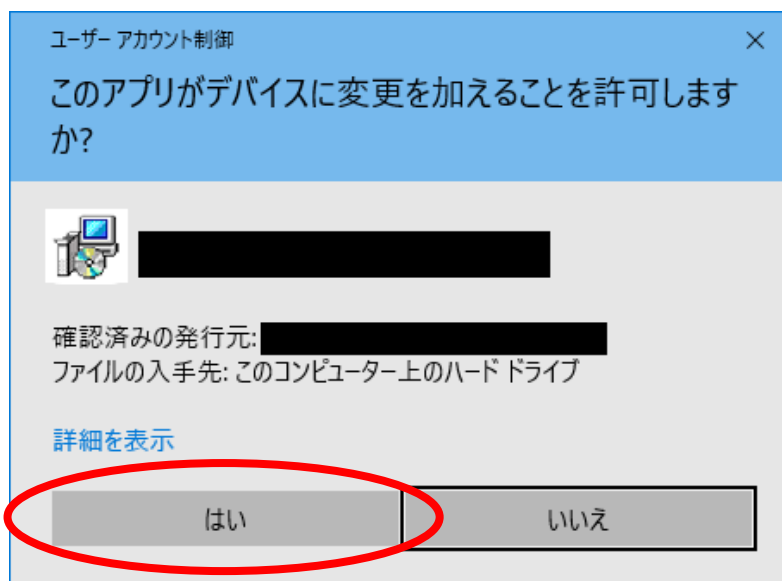 ユーザー アカウント制御
このアプリがデバイスに変更を加えることを許可します
か?
確認済みの発行元:
ファイルの入手先: このコンピューター上のハード ドライブ
詳細を表示
はい
いいえ